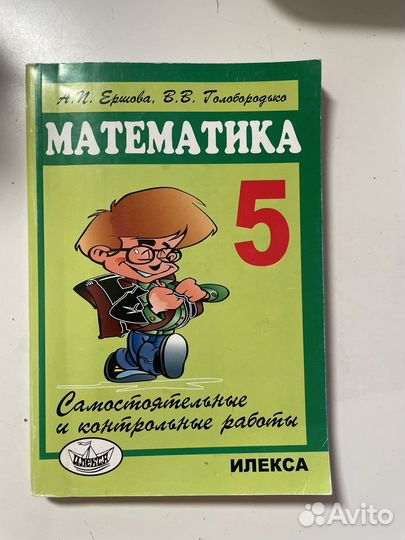 А.П. Ершова, В.В. Голобородько
МАТЕМАТИКА
5
Самостоятельные
и контрольные работы
ИЛЕКСА
ИЛЕКСА
Avito